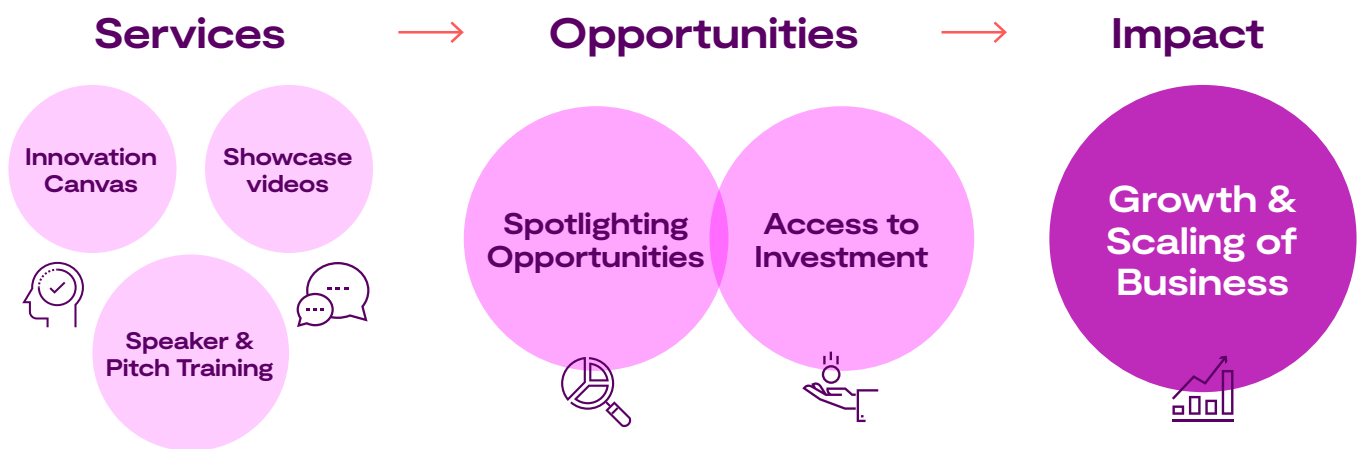 Services
Opportunities
Impact
Innovation
Canvas
Showcase
videos
Speaker &
Pitch Training
Spotlighting
Opportunities
Access to
Investment
Growth &
Scaling of
Business